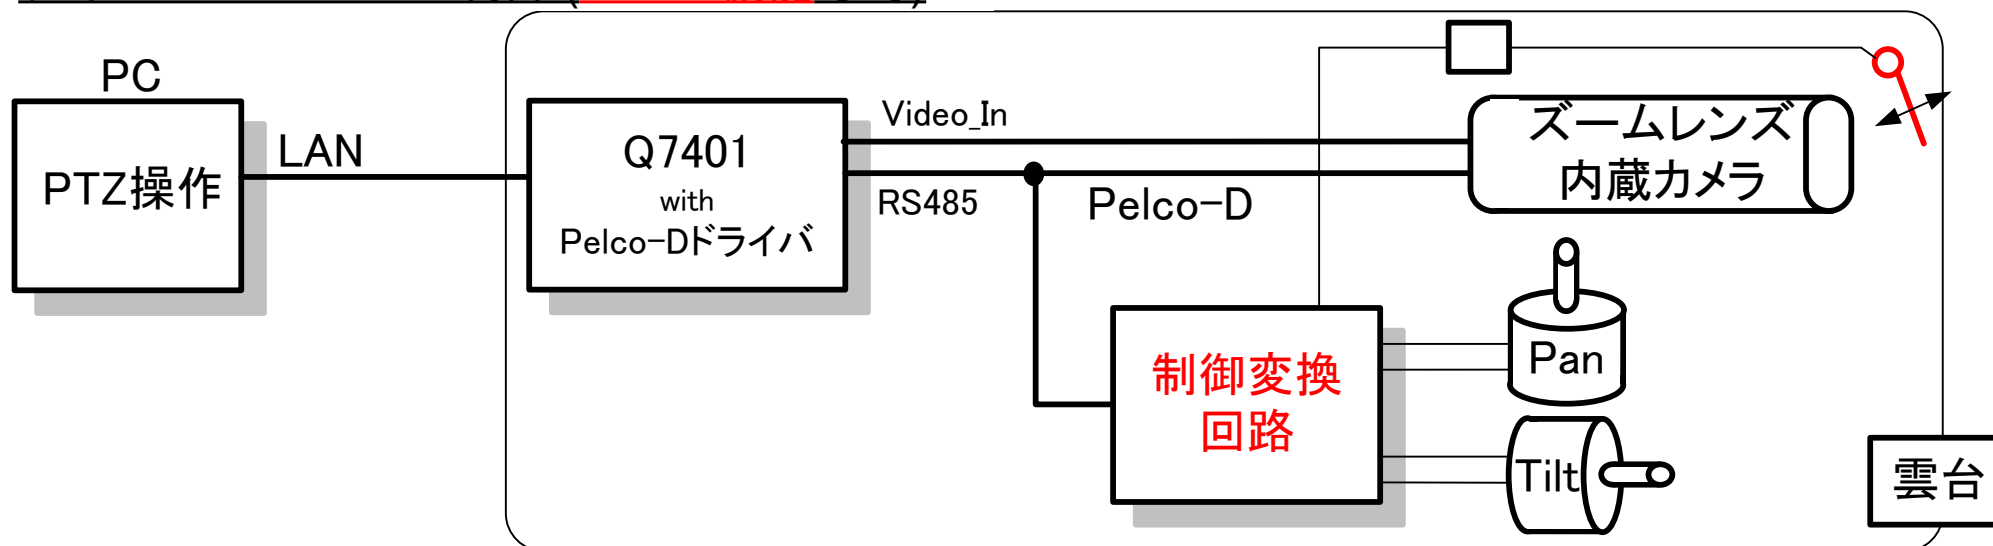 PC
PTZ操作
LAN
Q7401
with
Pelco-Dドライバ
Video_In
RS485
Pelco-D
ズームレンズ
内蔵カメラ
制御変換
回路
Pan
Tilt
雲台